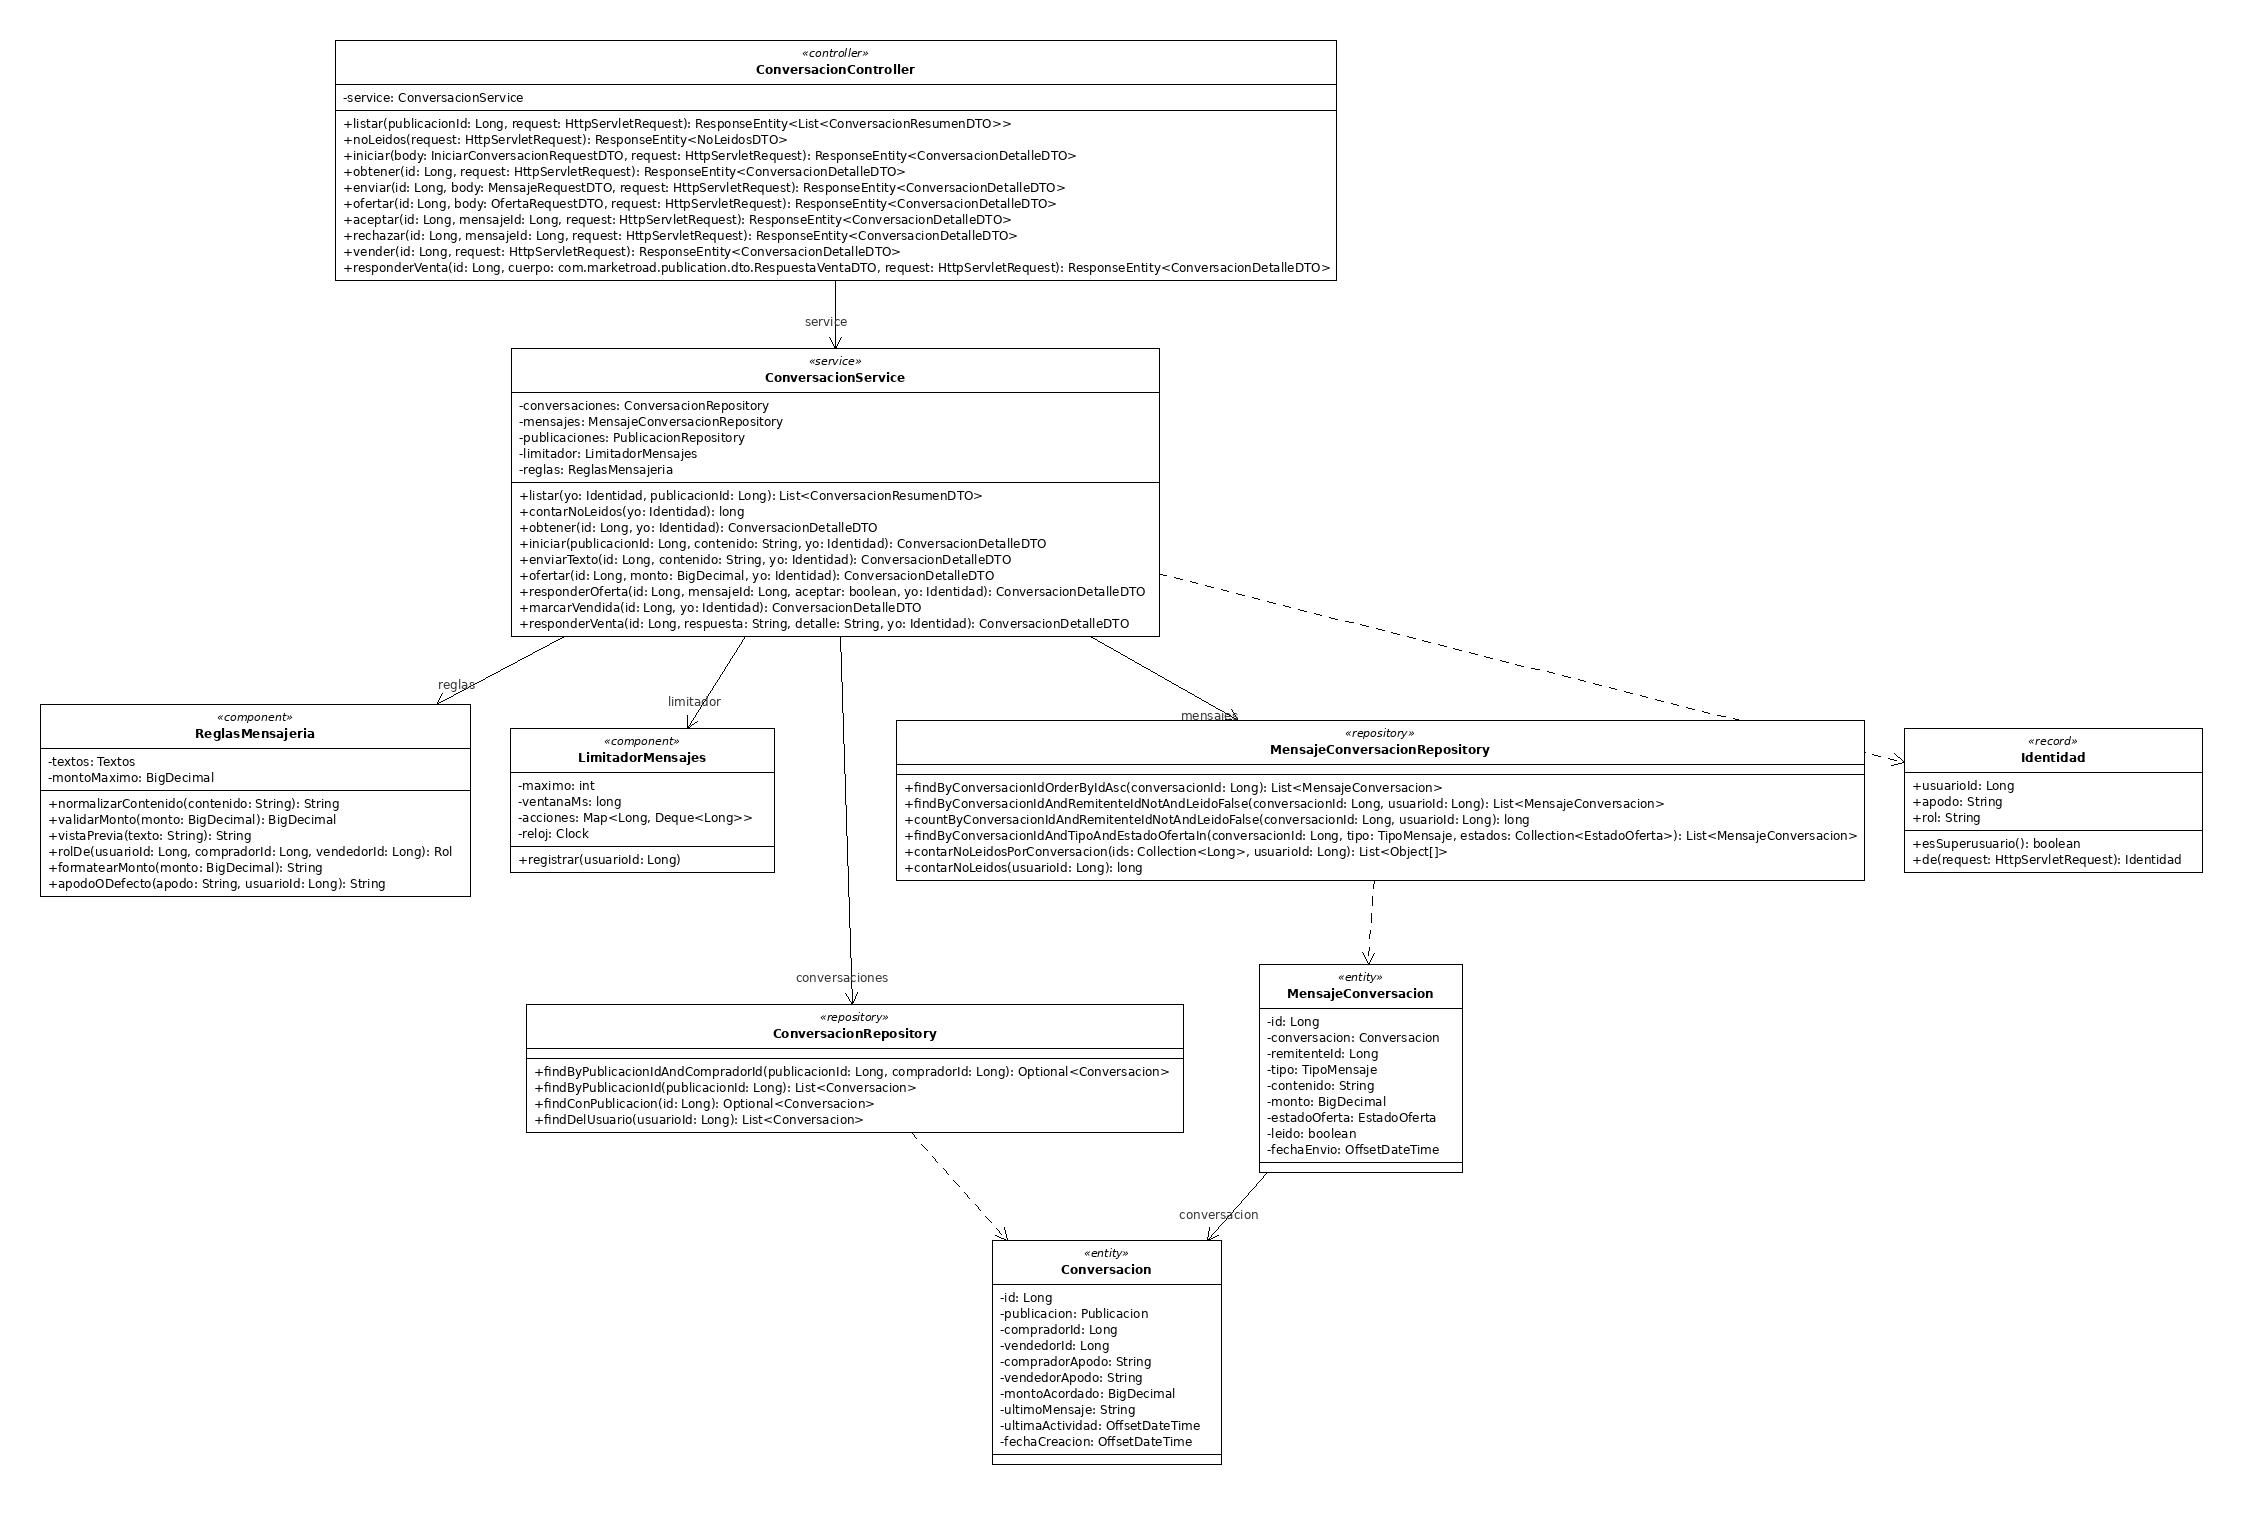 «controller»
ConversacionController
-service: ConversacionService
+listar(publicacionId: Long, request: HttpServletRequest): ResponseEntity<List<ConversacionResumenDTO>>
+noLeidos(request: HttpServletRequest): ResponseEntity<NoLeidosDTO>
+iniciar(body: IniciarConversacionRequestDTO, request: HttpServletRequest): ResponseEntity<ConversacionDetalleDTO>
+obtener(id: Long, request: HttpServletRequest): ResponseEntity<ConversacionDetalleDTO>
+enviar(id: Long, body: MensajeRequestDTO, request: HttpServletRequest): ResponseEntity<ConversacionDetalleDTO>
+ofertar(id: Long, body: OfertaRequestDTO, request: HttpServletRequest): ResponseEntity<ConversacionDetalleDTO>
+aceptar(id: Long, mensajeId: Long, request: HttpServletRequest): ResponseEntity<ConversacionDetalleDTO>
+rechazar(id: Long, mensajeId: Long, request: HttpServletRequest): ResponseEntity<ConversacionDetalleDTO>
+vender(id: Long, request: HttpServletRequest): ResponseEntity<ConversacionDetalleDTO>
+responderVenta(id: Long, cuerpo: com.marketroad.publication.dto.RespuestaVentaDTO, request: HttpServletRequest): ResponseEntity<ConversacionDetalleDTO>
service
«service»
ConversacionService
-conversaciones: ConversacionRepository
-mensajes: MensajeConversacionRepository
-publicaciones: PublicacionRepository
-limitador: LimitadorMensajes
-reglas: ReglasMensajeria
+listar(yo: Identidad, publicacionId: Long): List<ConversacionResumenDTO>
+contarNoLeidos(yo: Identidad): long
+obtener(id: Long, yo: Identidad): ConversacionDetalleDTO
+iniciar(publicacionId: Long, contenido: String, yo: Identidad): ConversacionDetalleDTO
+enviarTexto(id: Long, contenido: String, yo: Identidad): ConversacionDetalleDTO
+ofertar(id: Long, monto: BigDecimal, yo: Identidad): ConversacionDetalleDTO
+responderOferta(id: Long, mensajeId: Long, aceptar: boolean, yo: Identidad): ConversacionDetalleDTO
+marcarVendida(id: Long, yo: Identidad): ConversacionDetalleDTO
+responderVenta(id: Long, respuesta: String, detalle: String, yo: Identidad): ConversacionDetalleDTO
reglas
limitador
mensajes
«component»
ReglasMensajeria
-textos: Textos
-montoMaximo: BigDecimal
+normalizarContenido(contenido: String): String
+validarMonto(monto: BigDecimal): BigDecimal
+vistaPrevia(texto: String): String
+rolDe(usuarioId: Long, compradorId: Long, vendedorId: Long): Rol
+formatearMonto(monto: BigDecimal): String
+apodoODefecto(apodo: String, usuarioId: Long): String
«component»
LimitadorMensajes
-maximo: int
-ventanaMs: long
-acciones: Map<Long, Deque<Long>>
-reloj: Clock
+registrar(usuarioId: Long)
«repository»
MensajeConversacionRepository
+findByConversacionIdOrderByIdAsc(conversacionId: Long): List<MensajeConversacion>
+findByConversacionIdAndRemitenteIdNotAndLeidoFalse(conversacionId: Long, usuarioId: Long): List<MensajeConversacion>
+countByConversacionIdAndRemitenteIdNotAndLeidoFalse(conversacionId: Long, usuarioId: Long): long
+findByConversacionIdAndTipoAndEstadoOfertaIn(conversacionId: Long, tipo: TipoMensaje, estados: Collection<EstadoOferta>): List<MensajeConversacion>
+contarNoLeidosPorConversacion(ids: Collection<Long>, usuarioId: Long): List<Object[]>
+contarNoLeidos(usuarioId: Long): long
«record»
Identidad
+usuarioId: Long
+apodo: String
+rol: String
+esSuperusuario(): boolean
+de(request: HttpServletRequest): Identidad
conversaciones
«repository»
ConversacionRepository
+findByPublicacionIdAndCompradorId(publicacionId: Long, compradorId: Long): Optional<Conversacion>
+findByPublicacionId(publicacionId: Long): List<Conversacion>
+findConPublicacion(id: Long): Optional<Conversacion>
+findDelUsuario(usuarioId: Long): List<Conversacion>
«entity»
MensajeConversacion
-id: Long
-conversacion: Conversacion
-remitenteId: Long
-tipo: TipoMensaje
-contenido: String
-monto: BigDecimal
-estadoOferta: EstadoOferta
-leido: boolean
-fechaEnvio: OffsetDateTime
conversacion
«entity»
Conversacion
-id: Long
-publicacion: Publicacion
-compradorId: Long
-vendedorId: Long
-compradorApodo: String
-vendedorApodo: String
-montoAcordado: BigDecimal
-ultimoMensaje: String
-ultimaActividad: OffsetDateTime
-fechaCreacion: OffsetDateTime